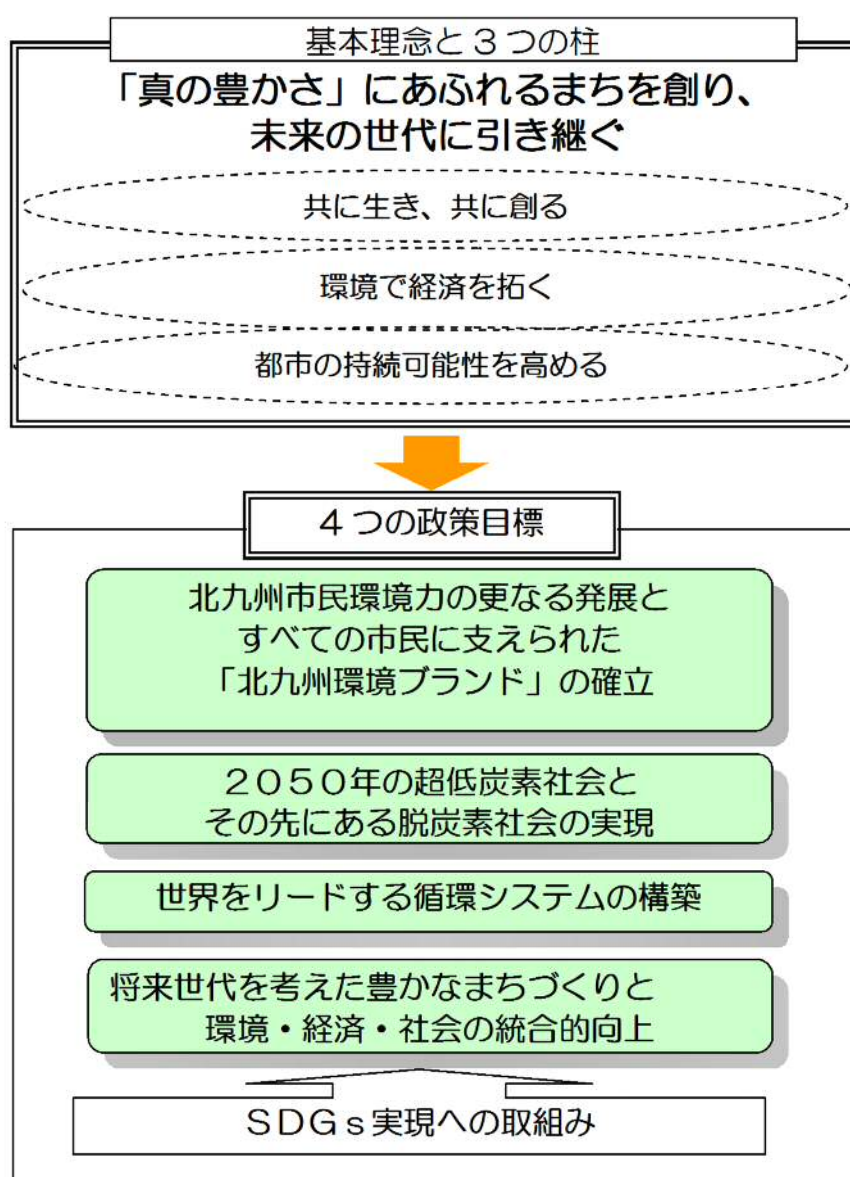 基本理念と3つの柱
「真の豊かさ」にあふれるまちを創り、
未来の世代に引き継ぐ
共に生き、共に創る
環境で経済を拓く
都市の持続可能性を高める
4つの政策目標
北九州市民環境力の更なる発展と
すべての市民に支えられた
「北九州環境ブランド」の確立
2050年の超低炭素社会と
その先にある脱炭素社会の実現
世界をリードする循環システムの構築
将来世代を考えた豊かなまちづくりと
環境・経済・社会の統合的向上
SDGs実現への取組み